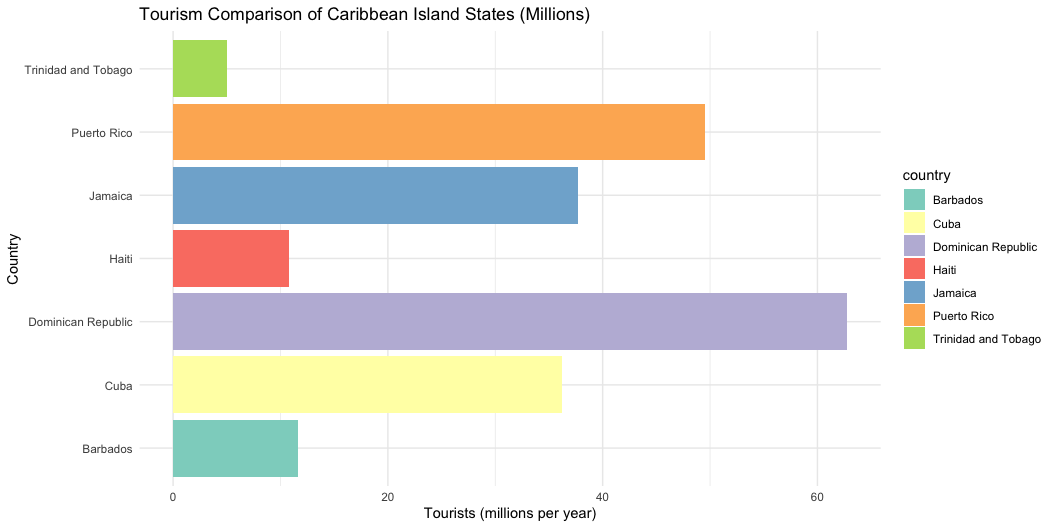 Tourism Comparison of Caribbean Island States (Millions)
Country
Trinidad and Tobago
Puerto Rico
Jamaica
Haiti
Dominican Republic
Cuba
Barbados
0
20
40
60
Tourists (millions per year)
country
Barbados
Cuba
Dominican Republic
Haiti
Jamaica
Puerto Rico
Trinidad and Tobago